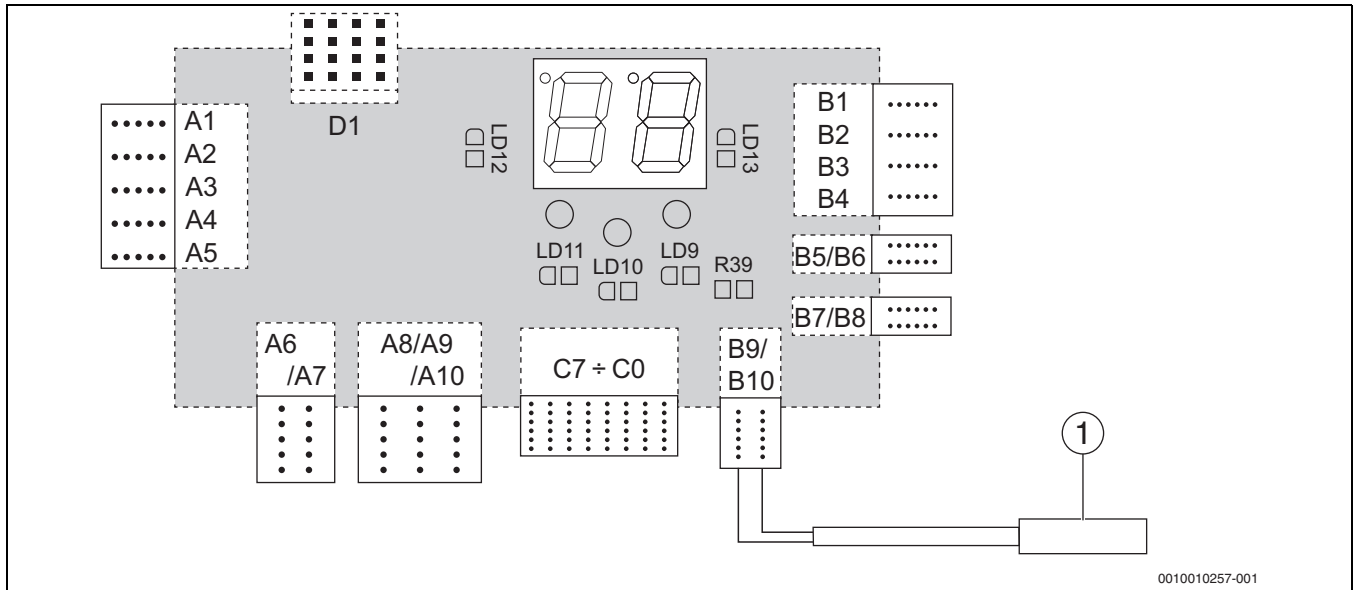 D1
A1
A2
A3
A4
A5
LD12
LD13
B1
B2
B3
B4
LD11
LD10
LD9
R39
B5/B6
B7/B8
A6
/A7
A8/A9
/A10
C7 ÷ C0
B9/
B10
1
0010010257-001